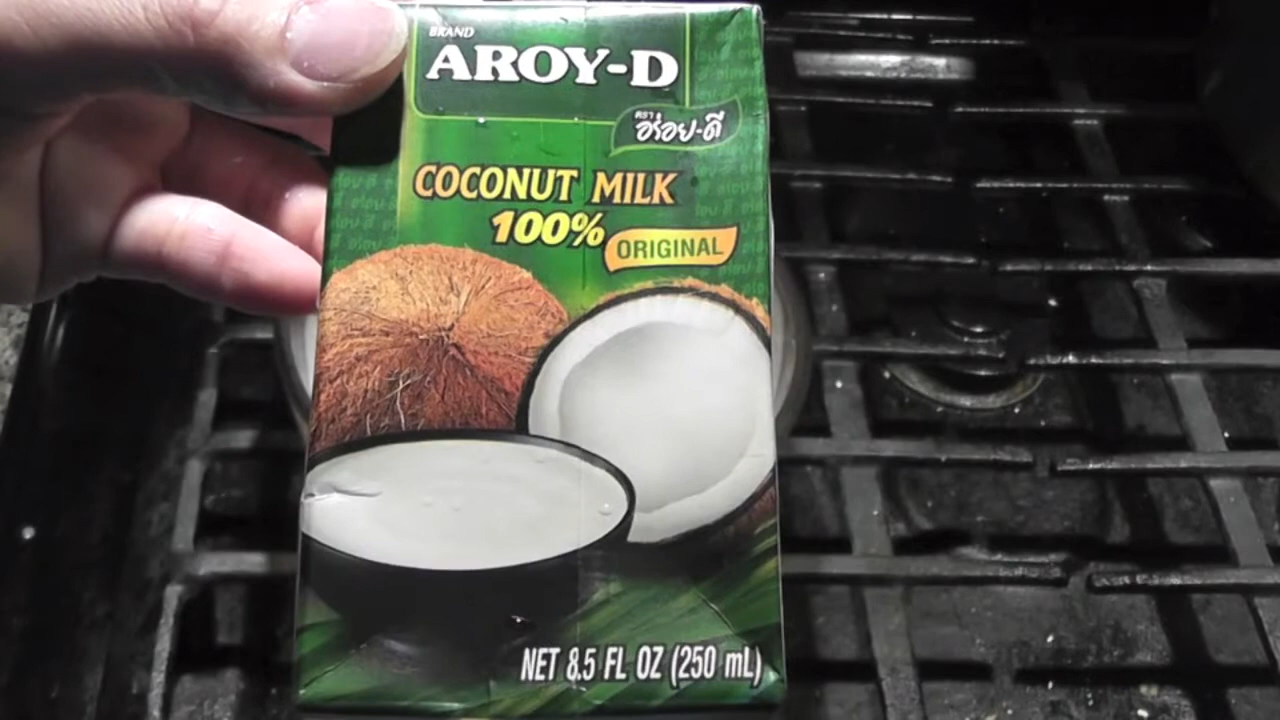 BRAND
AROY-D
ตรา
อร่อย-ดี
COCONUT MILK
100%
ORIGINAL
NET 8.5 FL OZ (250 mL)